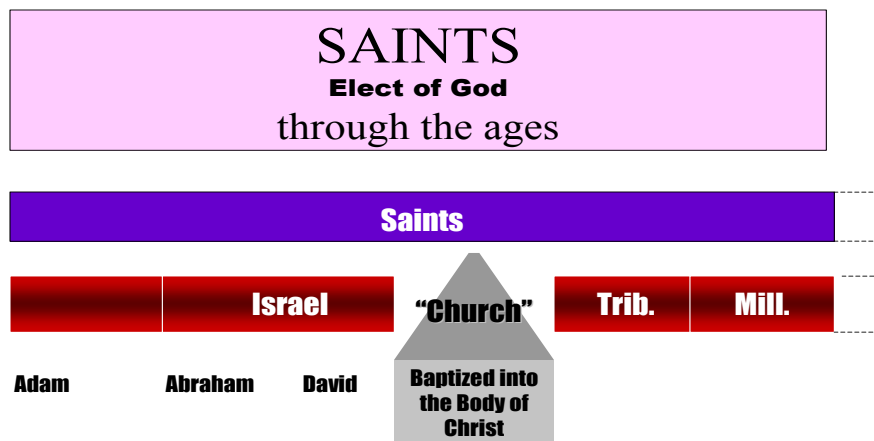 SAINTS
Elect of God
through the ages
Saints
Israel
“Church”
Trib.
Mill.
Adam
Abraham
David
Baptized into
the Body of
Christ